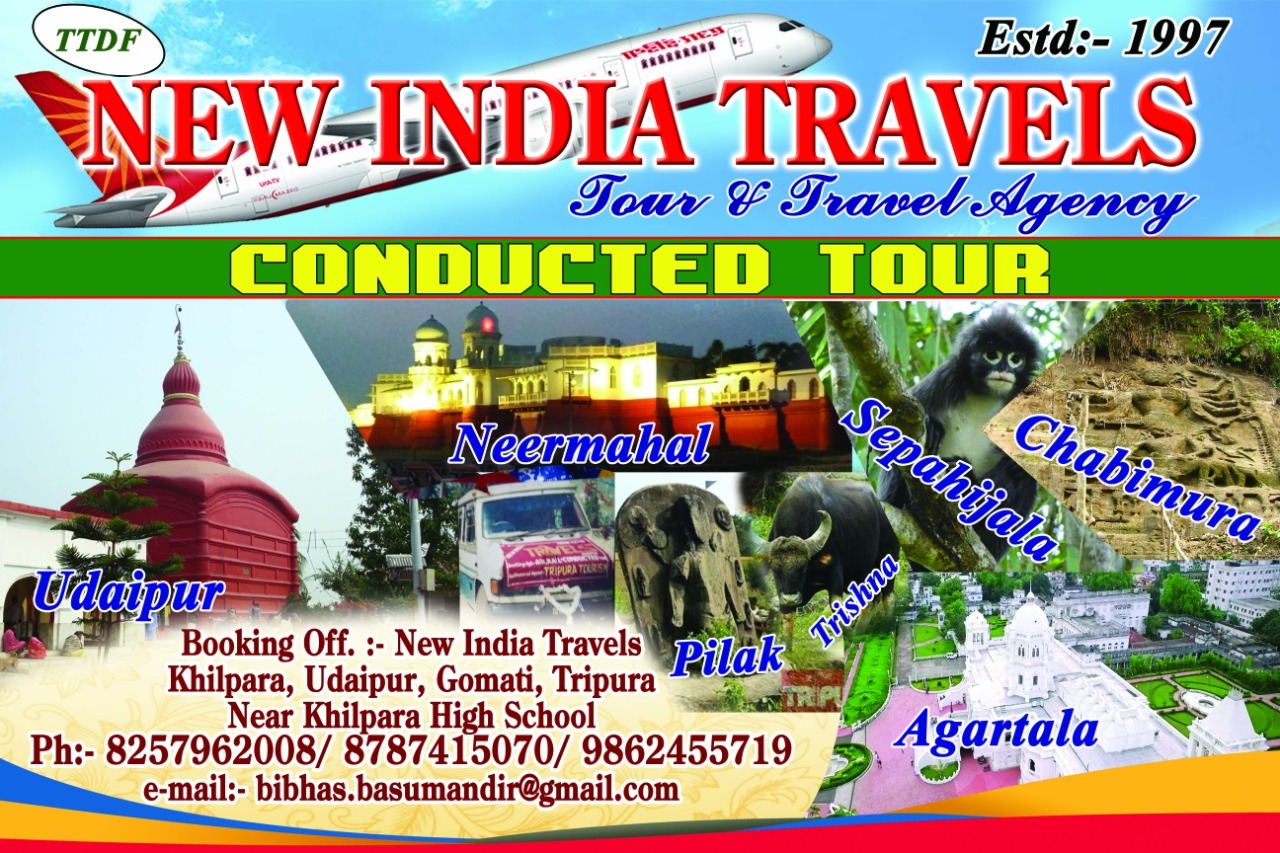 TTDF
Estd:- 1997
NEW INDIA TRAVELS
Tour & Travel Agency
CONDUCTED TOUR
Neermahal
Sepahijala
Chabimura
Udaipur
TRAVELS
TRIPURA TOURISM
Pilak
Trishna
TRIPU
Agartala
Booking Off. :- New India Travels
Khilpara, Udaipur, Gomati, Tripura
Near Khilpara High School
Ph:- 8257962008/ 8787415070/ 9862455719
e-mail:- bibhas.basumandir@gmail.com